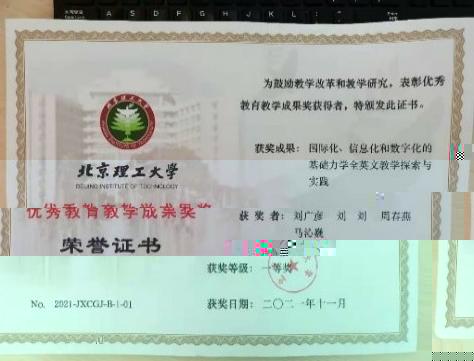 为鼓励教学改革和教学研究，表彰优秀
教育教学成果奖获得者，特颁发此证书。
北京理工大学
BEIJING INSTITUTE OF TECHNOLOGY
优秀教育教学成果奖
荣誉证书
No. 2021-JXCGJ-B-1-01
获奖成果：国际化、信息化和数字化的
基础力学全英文教学探索与
实践
获奖者：刘广彦 刘刘 周春燕
马沁巍
获奖等级：一等奖
获奖日期：二〇二一年十一月